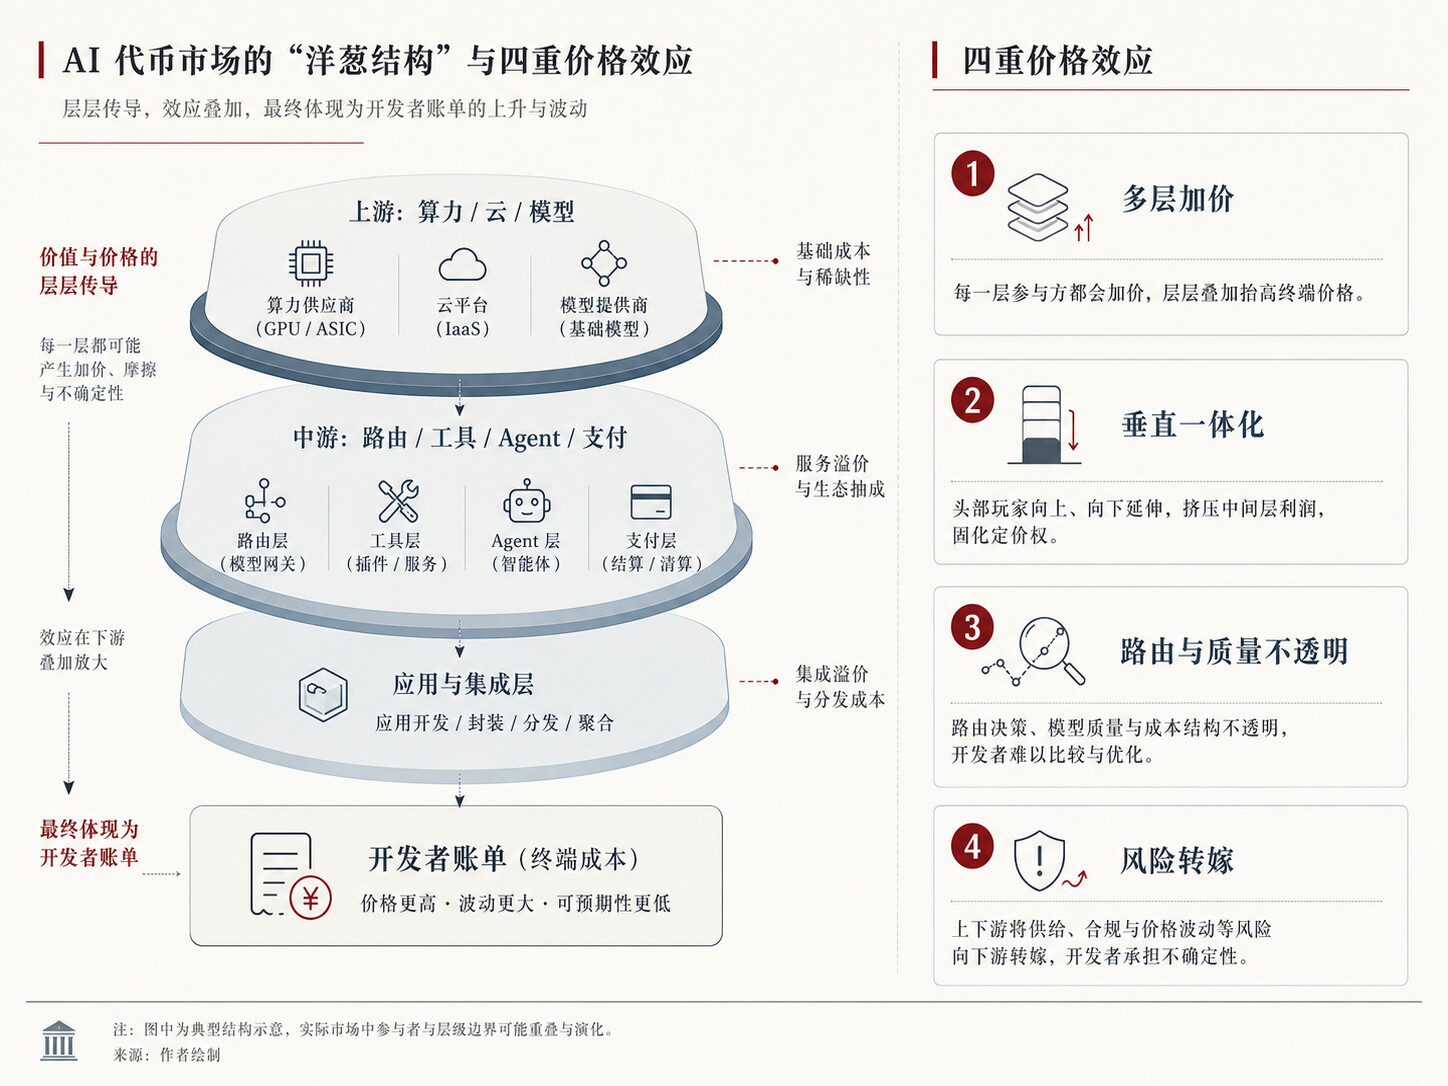 AI 代币市场的“洋葱结构”与四重价格效应
层层传导，效应叠加，最终体现为开发者账单的上升与波动
价值与价格的
层层传导
每一层都可能
产生加价、摩擦
与不确定性
效应在下游
叠加放大
最终体现为
开发者账单
上游：算力 / 云 / 模型
算力供应商
（GPU / ASIC）
云平台
（IaaS）
模型提供商
（基础模型）
基础成本
与稀缺性
中游：路由 / 工具 / Agent / 支付
路由层
（模型网关）
工具层
（插件 / 服务）
Agent 层
（智能体）
支付层
（结算 / 清算）
服务溢价
与生态抽成
应用与集成层
应用开发 / 封装 / 分发 / 聚合
集成溢价
与分发成本
¥
开发者账单（终端成本）
价格更高 · 波动更大 · 可预期性更低
四重价格效应
1
多层加价
每一层参与方都会加价，层层叠加抬高终端价格。
2
垂直一体化
头部玩家向上、向下延伸，挤压中间层利润，
固化定价权。
3
路由与质量不透明
路由决策、模型质量与成本结构不透明，
开发者难以比较与优化。
4
风险转嫁
上下游将供给、合规与价格波动等风险
向下游转嫁，开发者承担不确定性。
注：图中为典型结构示意，实际市场中参与者与层级边界可能重叠与演化。
来源：作者绘制